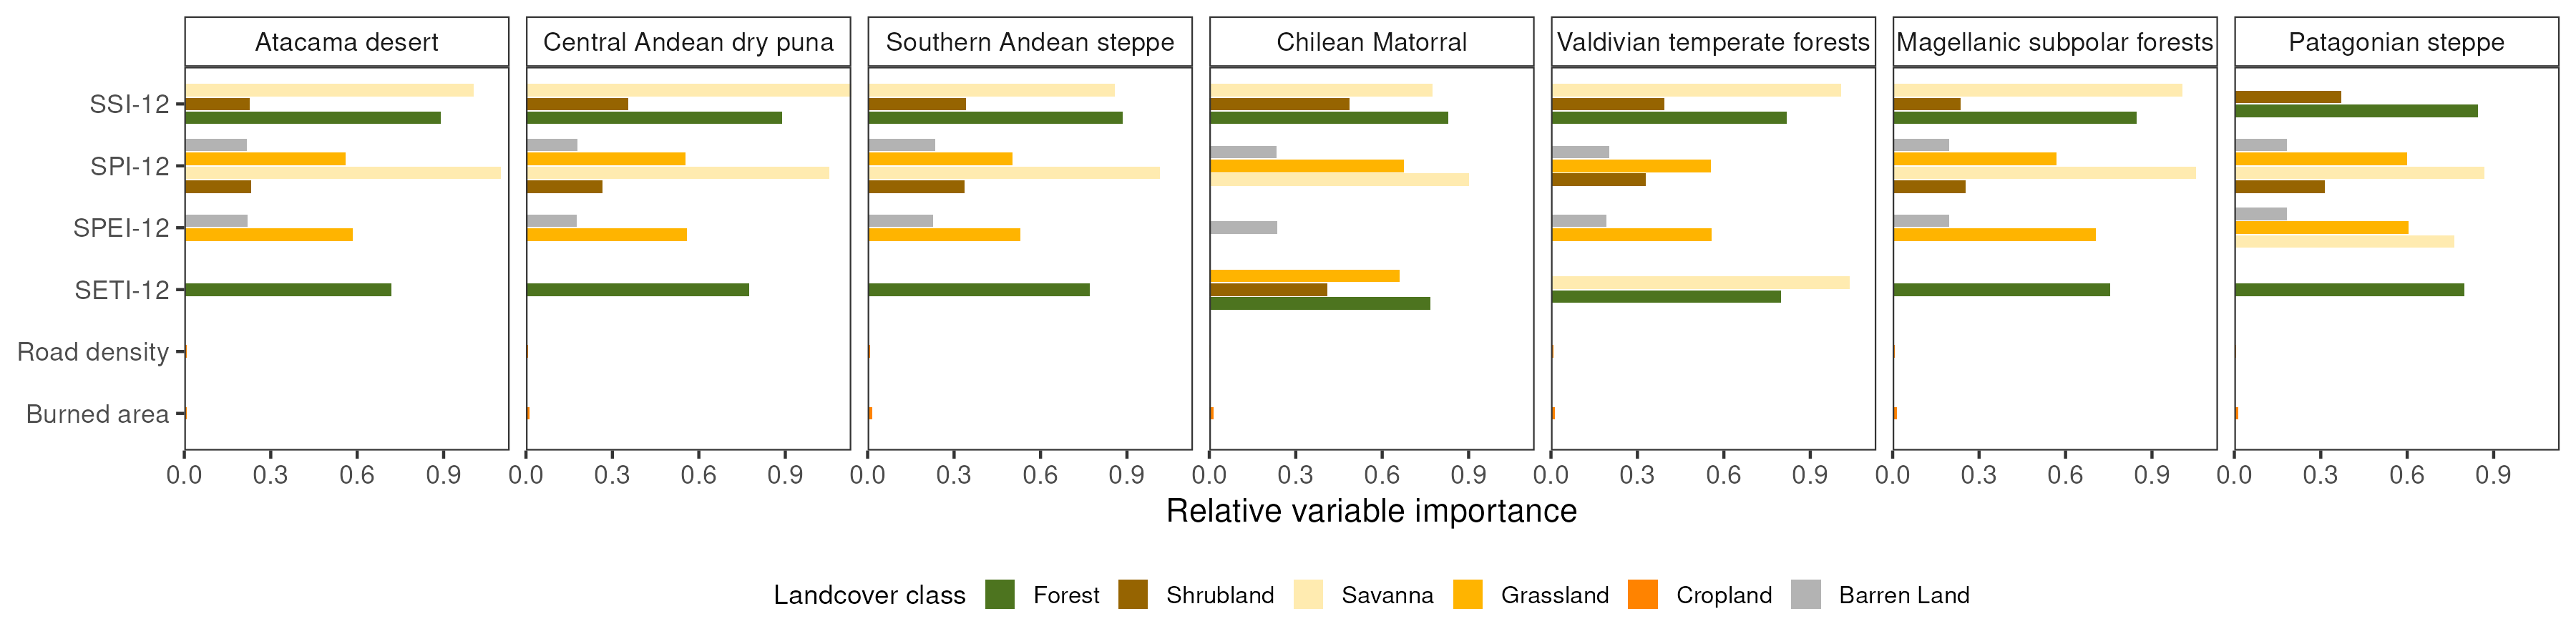 Atacama desert Central Andean dry puna Southern Andean steppe Chilean Matorral Valdivian temperate forests Magellanic subpolar forests Patagonian steppe
SSI-12
SPI-12
SPEI-12
SETI-12
Road density
Burned area
0.0 0.3 0.6 0.9 0.0 0.3 0.6 0.9 0.0 0.3 0.6 0.9 0.0 0.3 0.6 0.9 0.0 0.3 0.6 0.9 0.0 0.3 0.6 0.9 0.0 0.3 0.6 0.9
Relative variable importance
Landcover class Forest Shrubland Savanna Grassland Cropland Barren Land